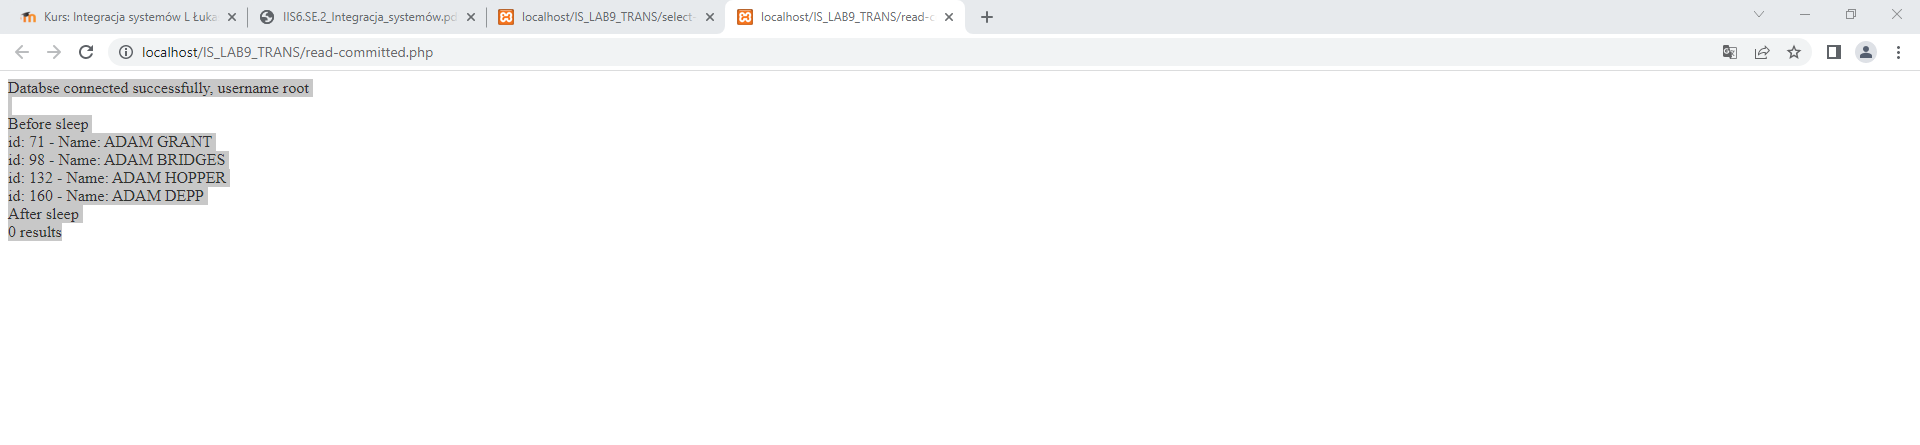 Kurs: Integracja systemów L Łuka
IIS6.SE.2_Integracja_systemów.pd
localhost/IS_LAB9_TRANS/select-
localhost/IS_LAB9_TRANS/read-c
localhost/IS_LAB9_TRANS/read-committed.php
Databse connected successfully, username root
Before sleep
id: 71 - Name: ADAM GRANT
id: 98 - Name: ADAM BRIDGES
id: 132 - Name: ADAM HOPPER
id: 160 - Name: ADAM DEPP
After sleep
0 results